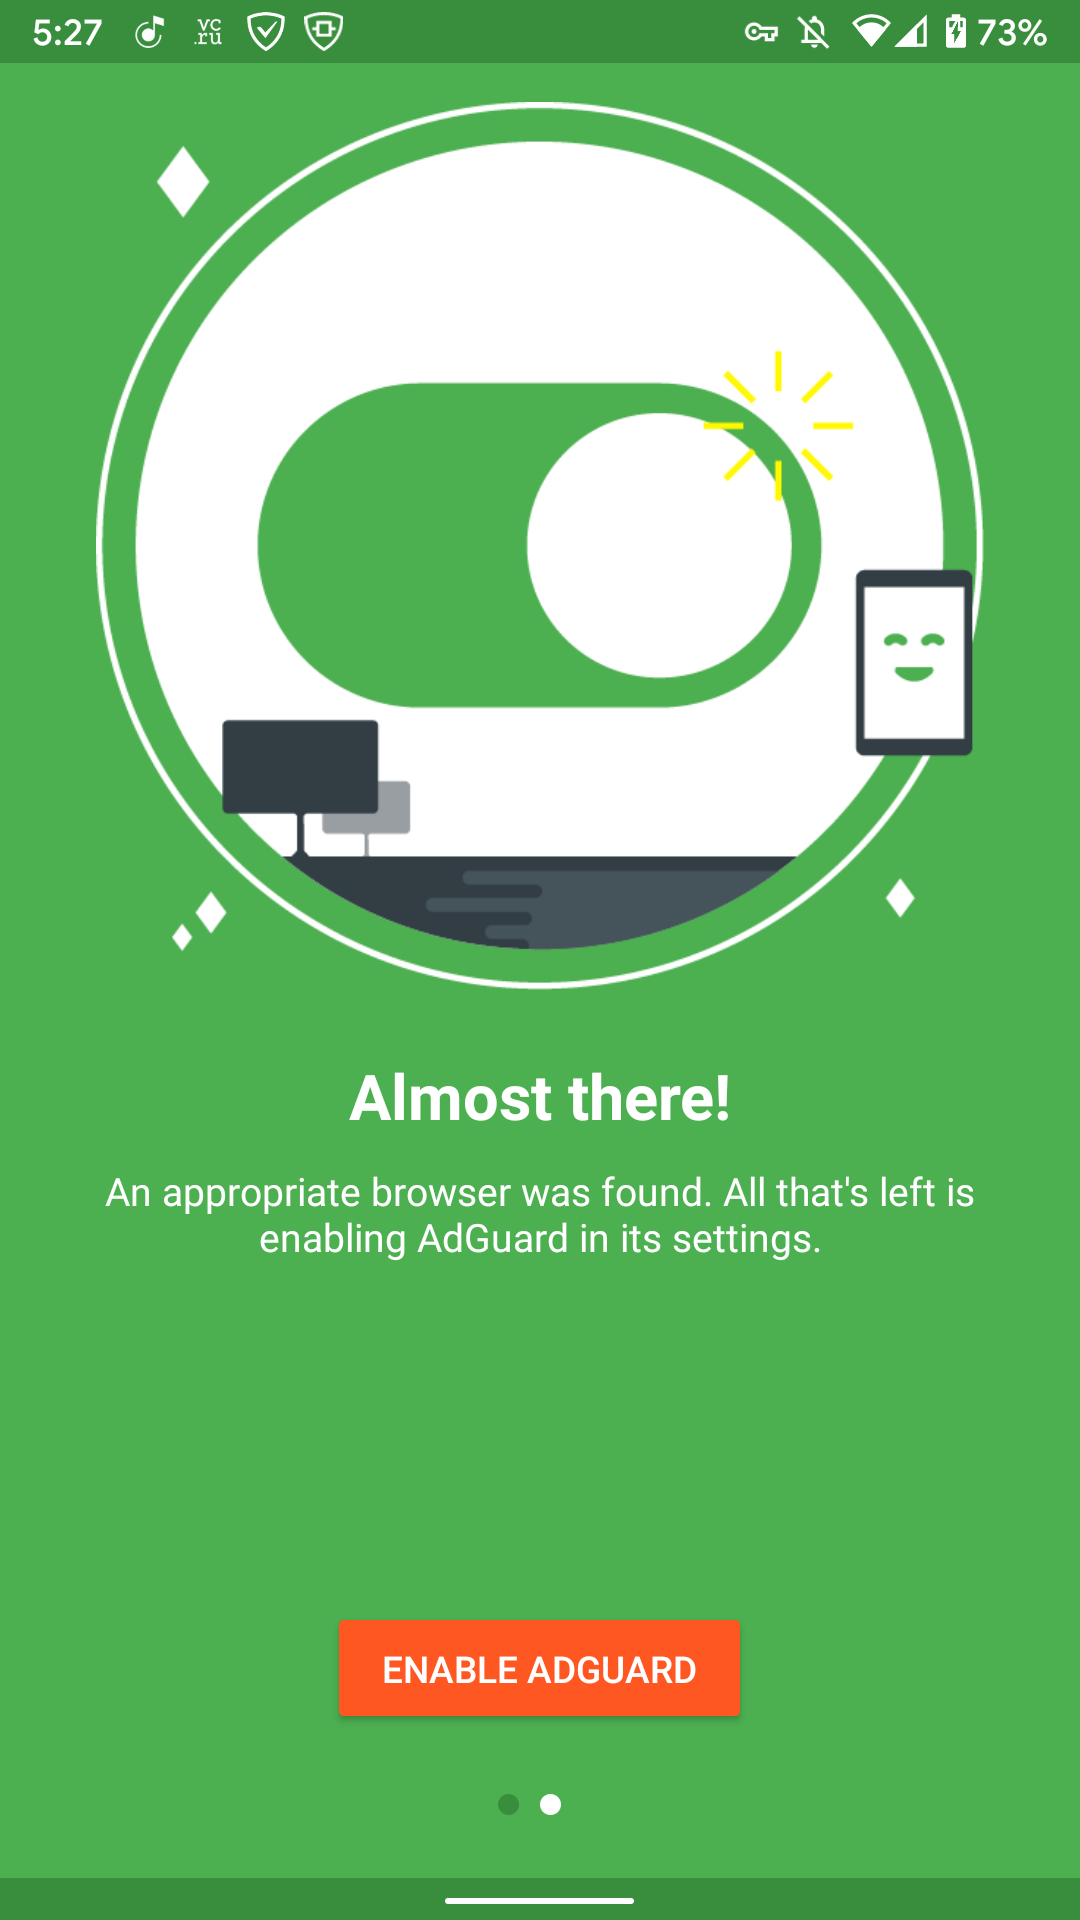 5:27
vc
.ru
73%
Almost there!
An appropriate browser was found. All that's left is
enabling AdGuard in its settings.
ENABLE ADGUARD